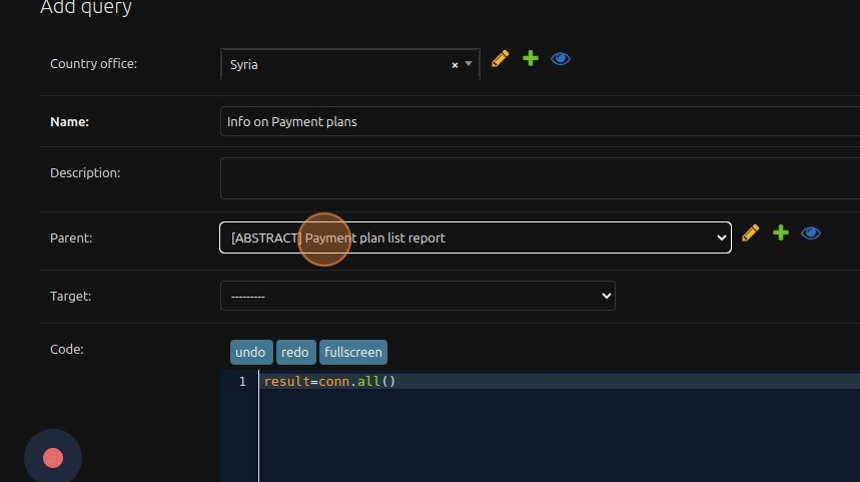 Add query
Country office:
Syria
Name:
Info on Payment plans
Description:
Parent:
[ABSTRACT] Payment plan list report
Target:
---------
Code:
undo redo fullscreen
1 result=conn.all()